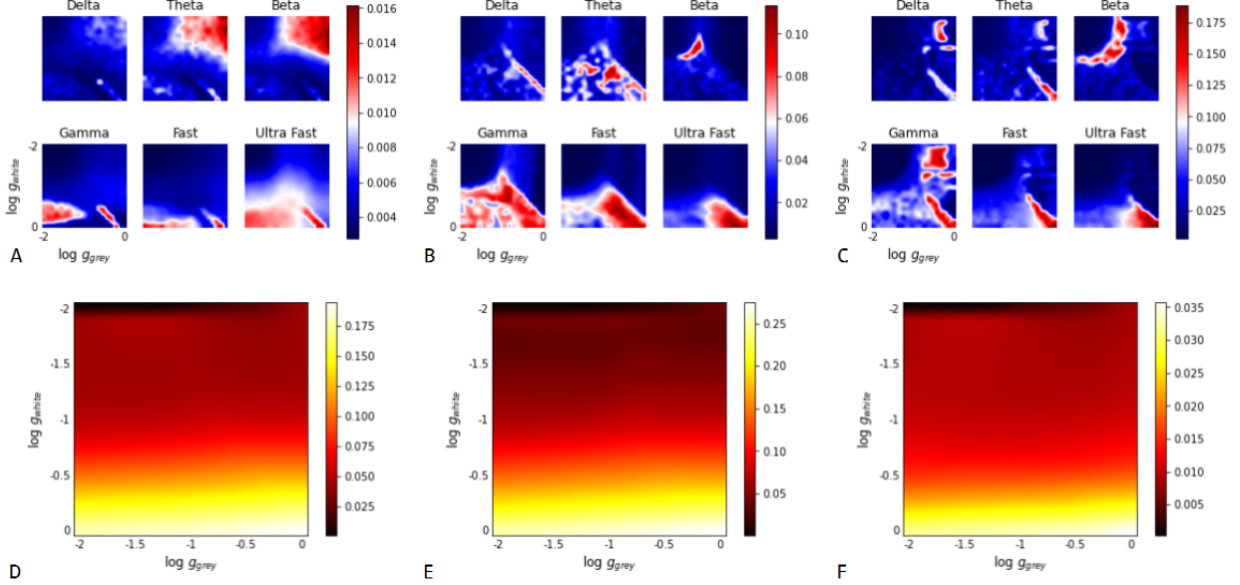 Delta Theta Beta
0.016
0.014
0.012
0.010
0.008
0.006
0.004
Gamma Fast Ultra Fast
-2
log g_white
0
-2 0
log g_grey
A
Delta Theta Beta
0.10
0.08
0.06
0.04
0.02
Gamma Fast Ultra Fast
-2
log g_white
0
-2 0
log g_grey
B
Delta Theta Beta
0.175
0.150
0.125
0.100
0.075
0.050
0.025
Gamma Fast Ultra Fast
-2
log g_white
0
-2 0
log g_grey
C
-2
-1.5
-1
-0.5
0
log g_white
-2 -1.5 -1 -0.5 0
log g_grey
0.175
0.150
0.125
0.100
0.075
0.050
0.025
D
-2
-1.5
-1
-0.5
0
log g_white
-2 -1.5 -1 -0.5 0
log g_grey
0.25
0.20
0.15
0.10
0.05
E
-2
-1.5
-1
-0.5
0
log g_white
-2 -1.5 -1 -0.5 0
log g_grey
0.035
0.030
0.025
0.020
0.015
0.010
0.005
F